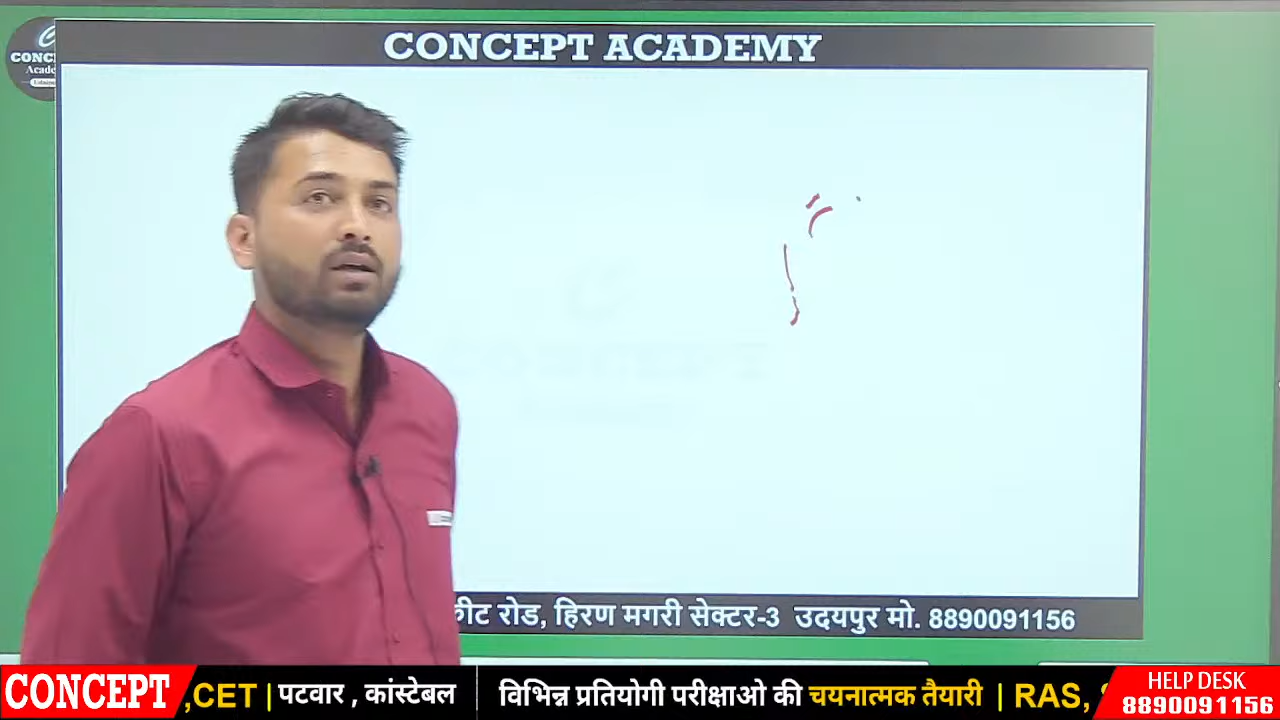 CONCEPT ACADEMY
CONCEPT
रोड, हिरण मगरी सेक्टर-3 उदयपुर मो. 8890091156
CONCEPT
,CET | पटवार , कांस्टेबल
विभिन्न प्रतियोगी परीक्षाओ की चयनात्मक तैयारी | RAS,
HELP DESK
8890091156